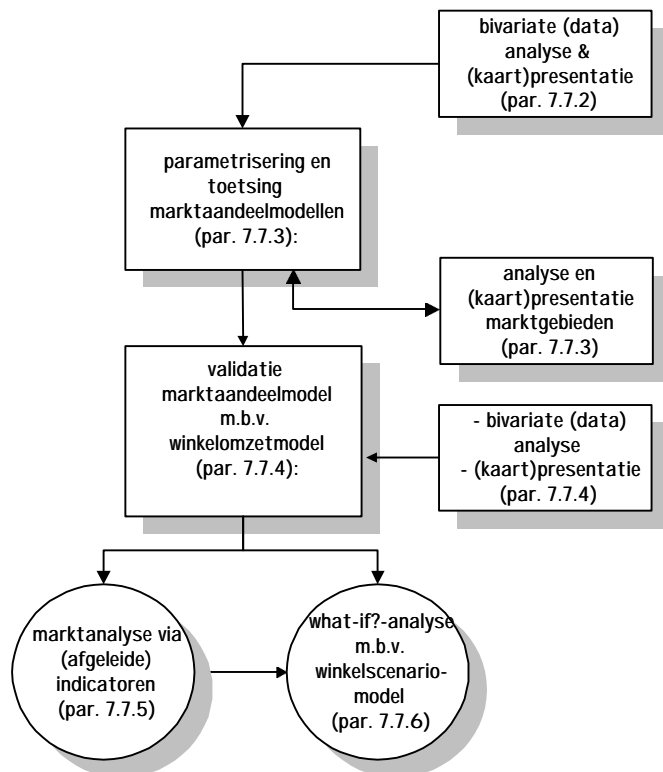 bivariate (data)
analyse &
(kaart)presentatie
(par. 7.7.2)
parametrisering en
toetsing
marktaandeelmodellen
(par. 7.7.3):
analyse en
(kaart)presentatie
marktgebieden
(par. 7.7.3)
validatie
marktaandeelmodel
m.b.v.
winkelomzetmodel
(par. 7.7.4):
- bivariate (data)
analyse
- (kaart)presentatie
(par. 7.7.4)
marktanalyse via
(afgeleide)
indicatoren
(par. 7.7.5)
what-if?-analyse
m.b.v.
winkelscenario-
model
(par. 7.7.6)